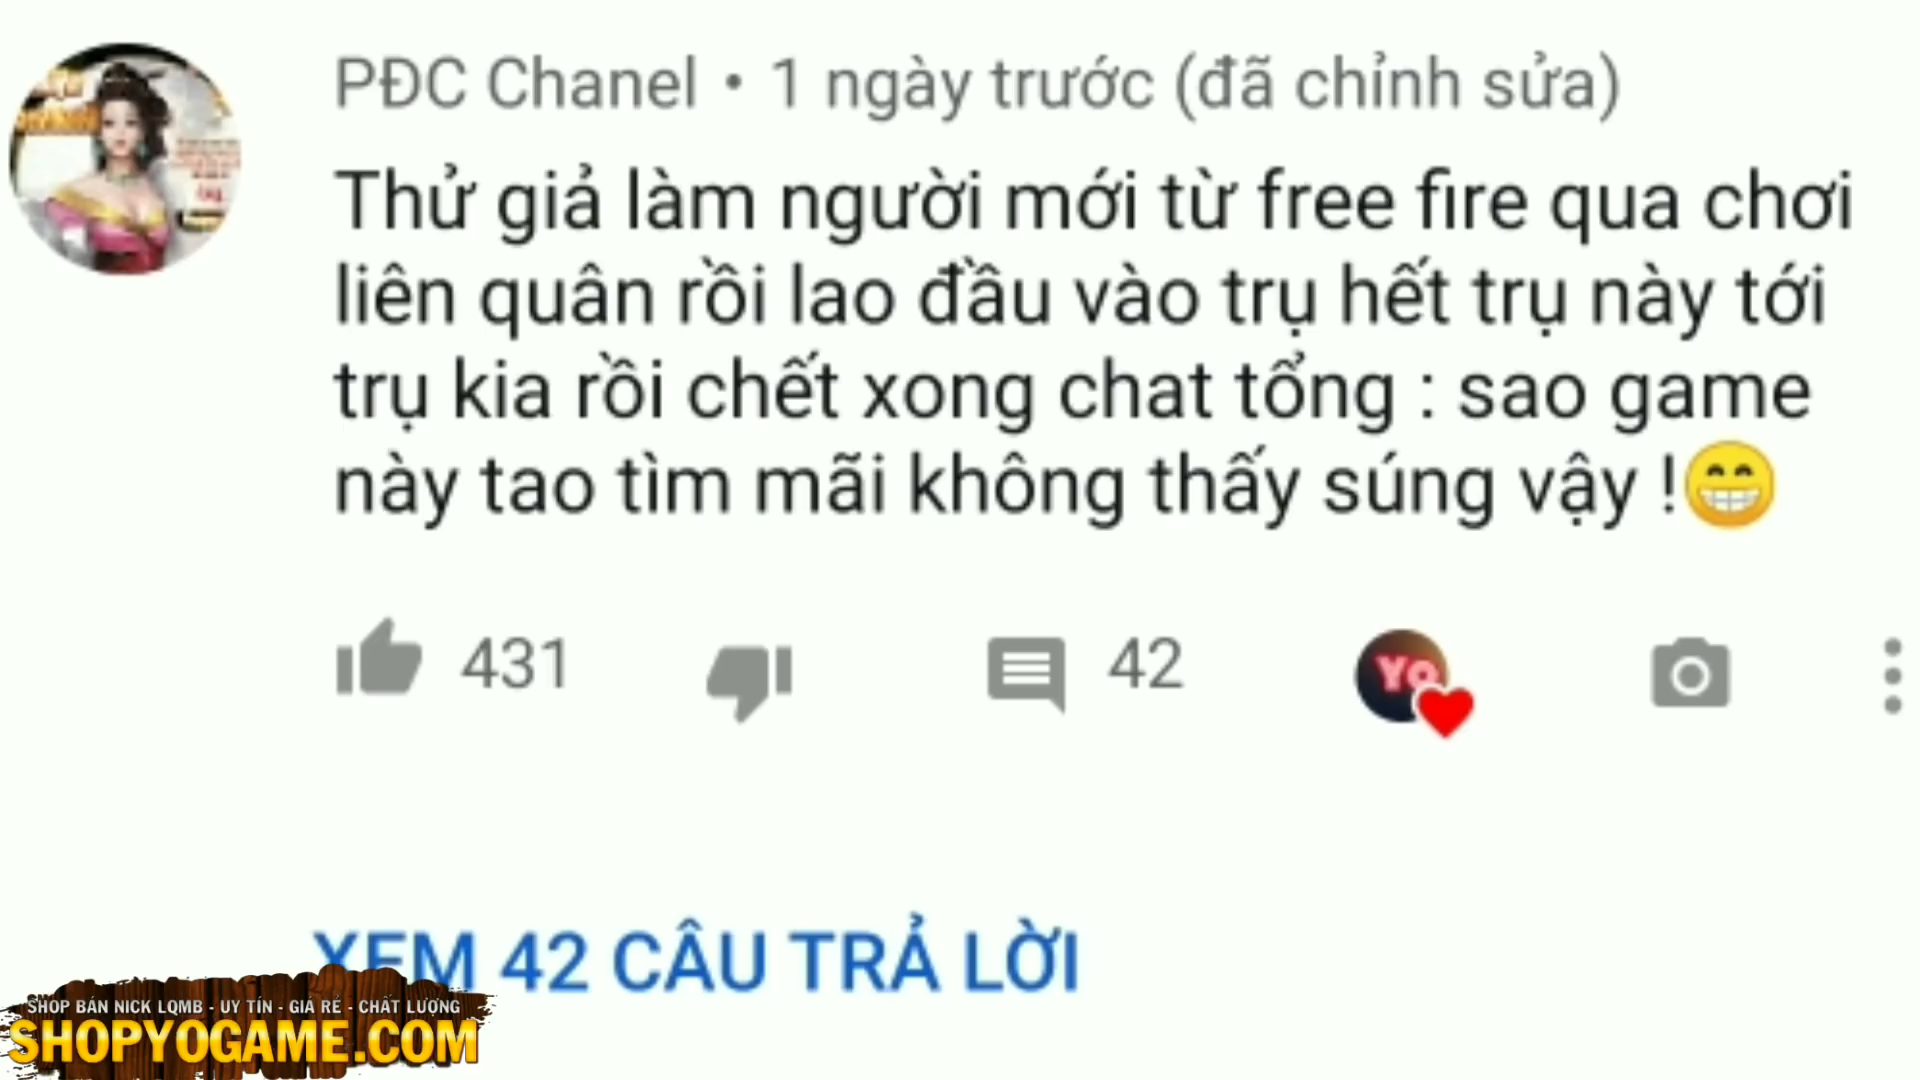 PĐC Chanel • 1 ngày trước (đã chỉnh sửa)
Thử giả làm người mới từ free fire qua chơi
liên quân rồi lao đầu vào trụ hết trụ này tới
trụ kia rồi chết xong chat tổng : sao game
này tao tìm mãi không thấy súng vậy !😁
431
42
YO
XEM 42 CÂU TRẢ LỜI
SHOP BÁN NICK LQMB - UY TÍN - GIÁ RẺ - CHẤT LƯỢNG
SHOPYOGAME.COM